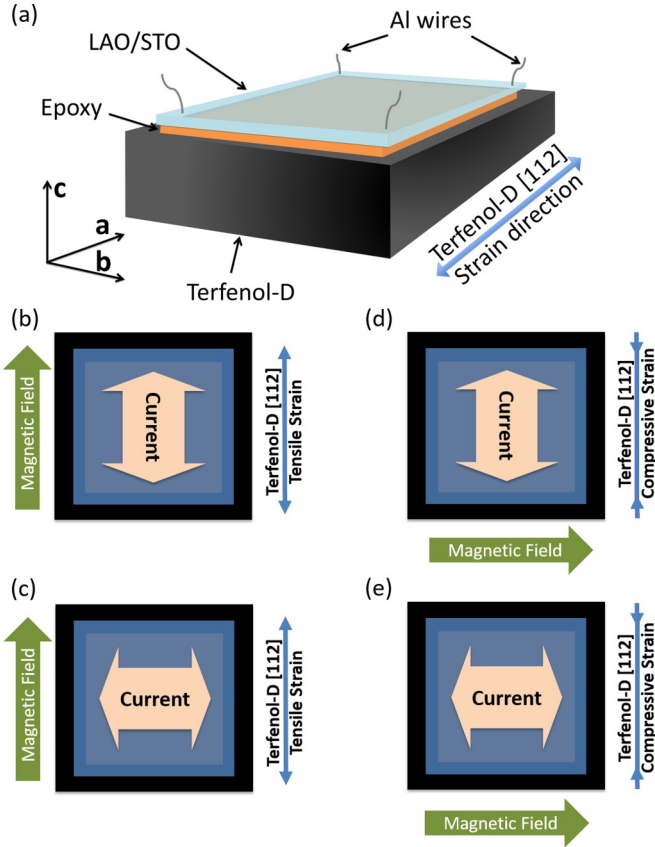 (a)
Al wires
LAO/STO
Epoxy
c
a
b
Terfenol-D [112]
Strain direction
Terfenol-D
(b)
Magnetic Field
Current
Terfenol-D [112]
Tensile Strain
(d)
Current
Terfenol-D [112]
Compressive Strain
Magnetic Field
(c)
Magnetic Field
Current
Terfenol-D [112]
Tensile Strain
(e)
Current
Terfenol-D [112]
Compressive Strain
Magnetic Field